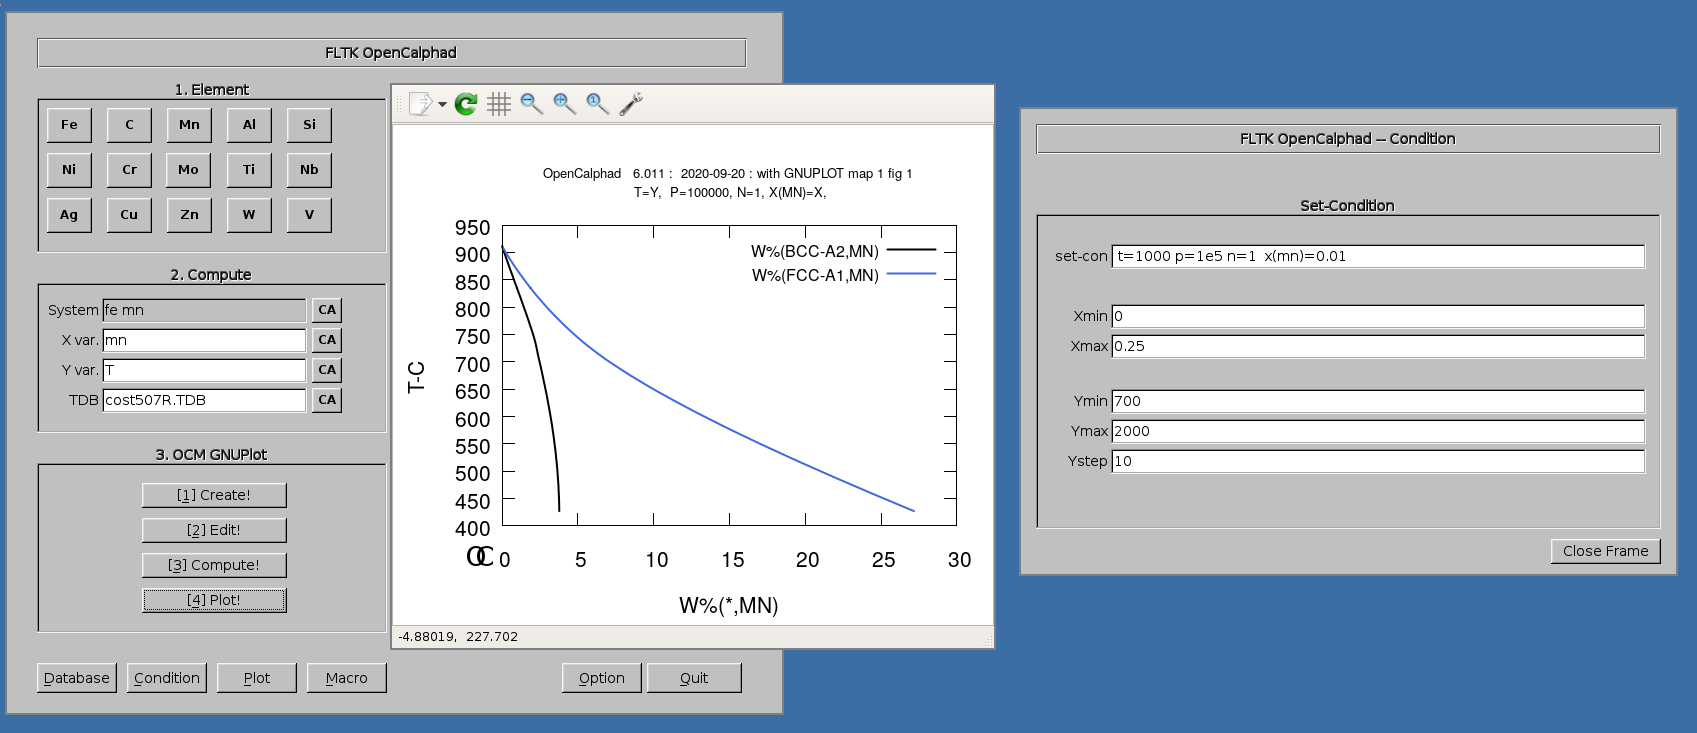 FLTK OpenCalphad
1. Element
Fe C Mn Al Si
Ni Cr Mo Ti Nb
Ag Cu Zn W V
2. Compute
System fe mn CA
X var. mn CA
Y var. T CA
TDB cost507R.TDB CA
3. OCM GNUPlot
[1] Create!
[2] Edit!
[3] Compute!
[4] Plot!
Database Condition Plot Macro Option Quit
OpenCalphad 6.011 : 2020-09-20 : with GNUPLOT map 1 fig 1
T=Y, P=100000, N=1, X(MN)=X,
W%(BCC-A2,MN)
W%(FCC-A1,MN)
T-C
950
900
850
800
750
700
650
600
550
500
450
400
OC 0 5 10 15 20 25 30
W%(*,MN)
-4.88019, 227.702
FLTK OpenCalphad -- Condition
Set-Condition
set-con t=1000 p=1e5 n=1 x(mn)=0.01
Xmin 0
Xmax 0.25
Ymin 700
Ymax 2000
Ystep 10
Close Frame